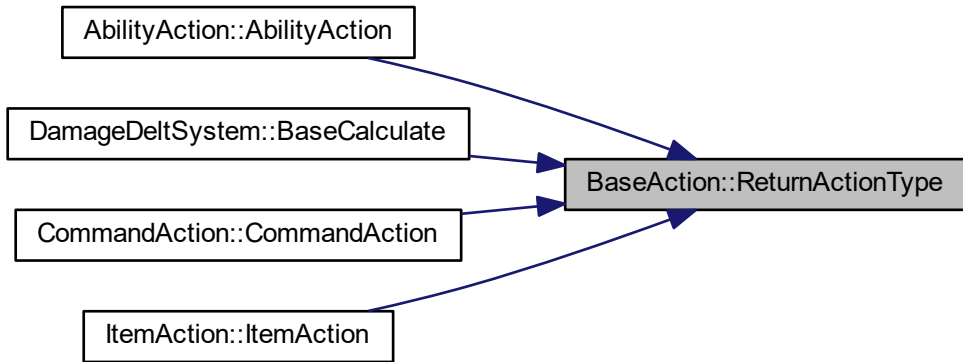 AbilityAction::AbilityAction
DamageDeltSystem::BaseCalculate
BaseAction::ReturnActionType
CommandAction::CommandAction
ItemAction::ItemAction